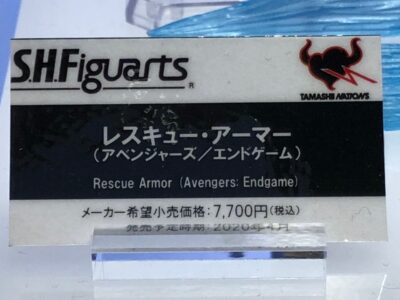 S.H.Figuarts
®
TAMASHII NATIONS
レスキュー・アーマー
(アベンジャーズ/エンドゲーム)
Rescue Armor (Avengers: Endgame)
メーカー希望小売価格:7,700円(税込)
発売予定時期:2020年4月